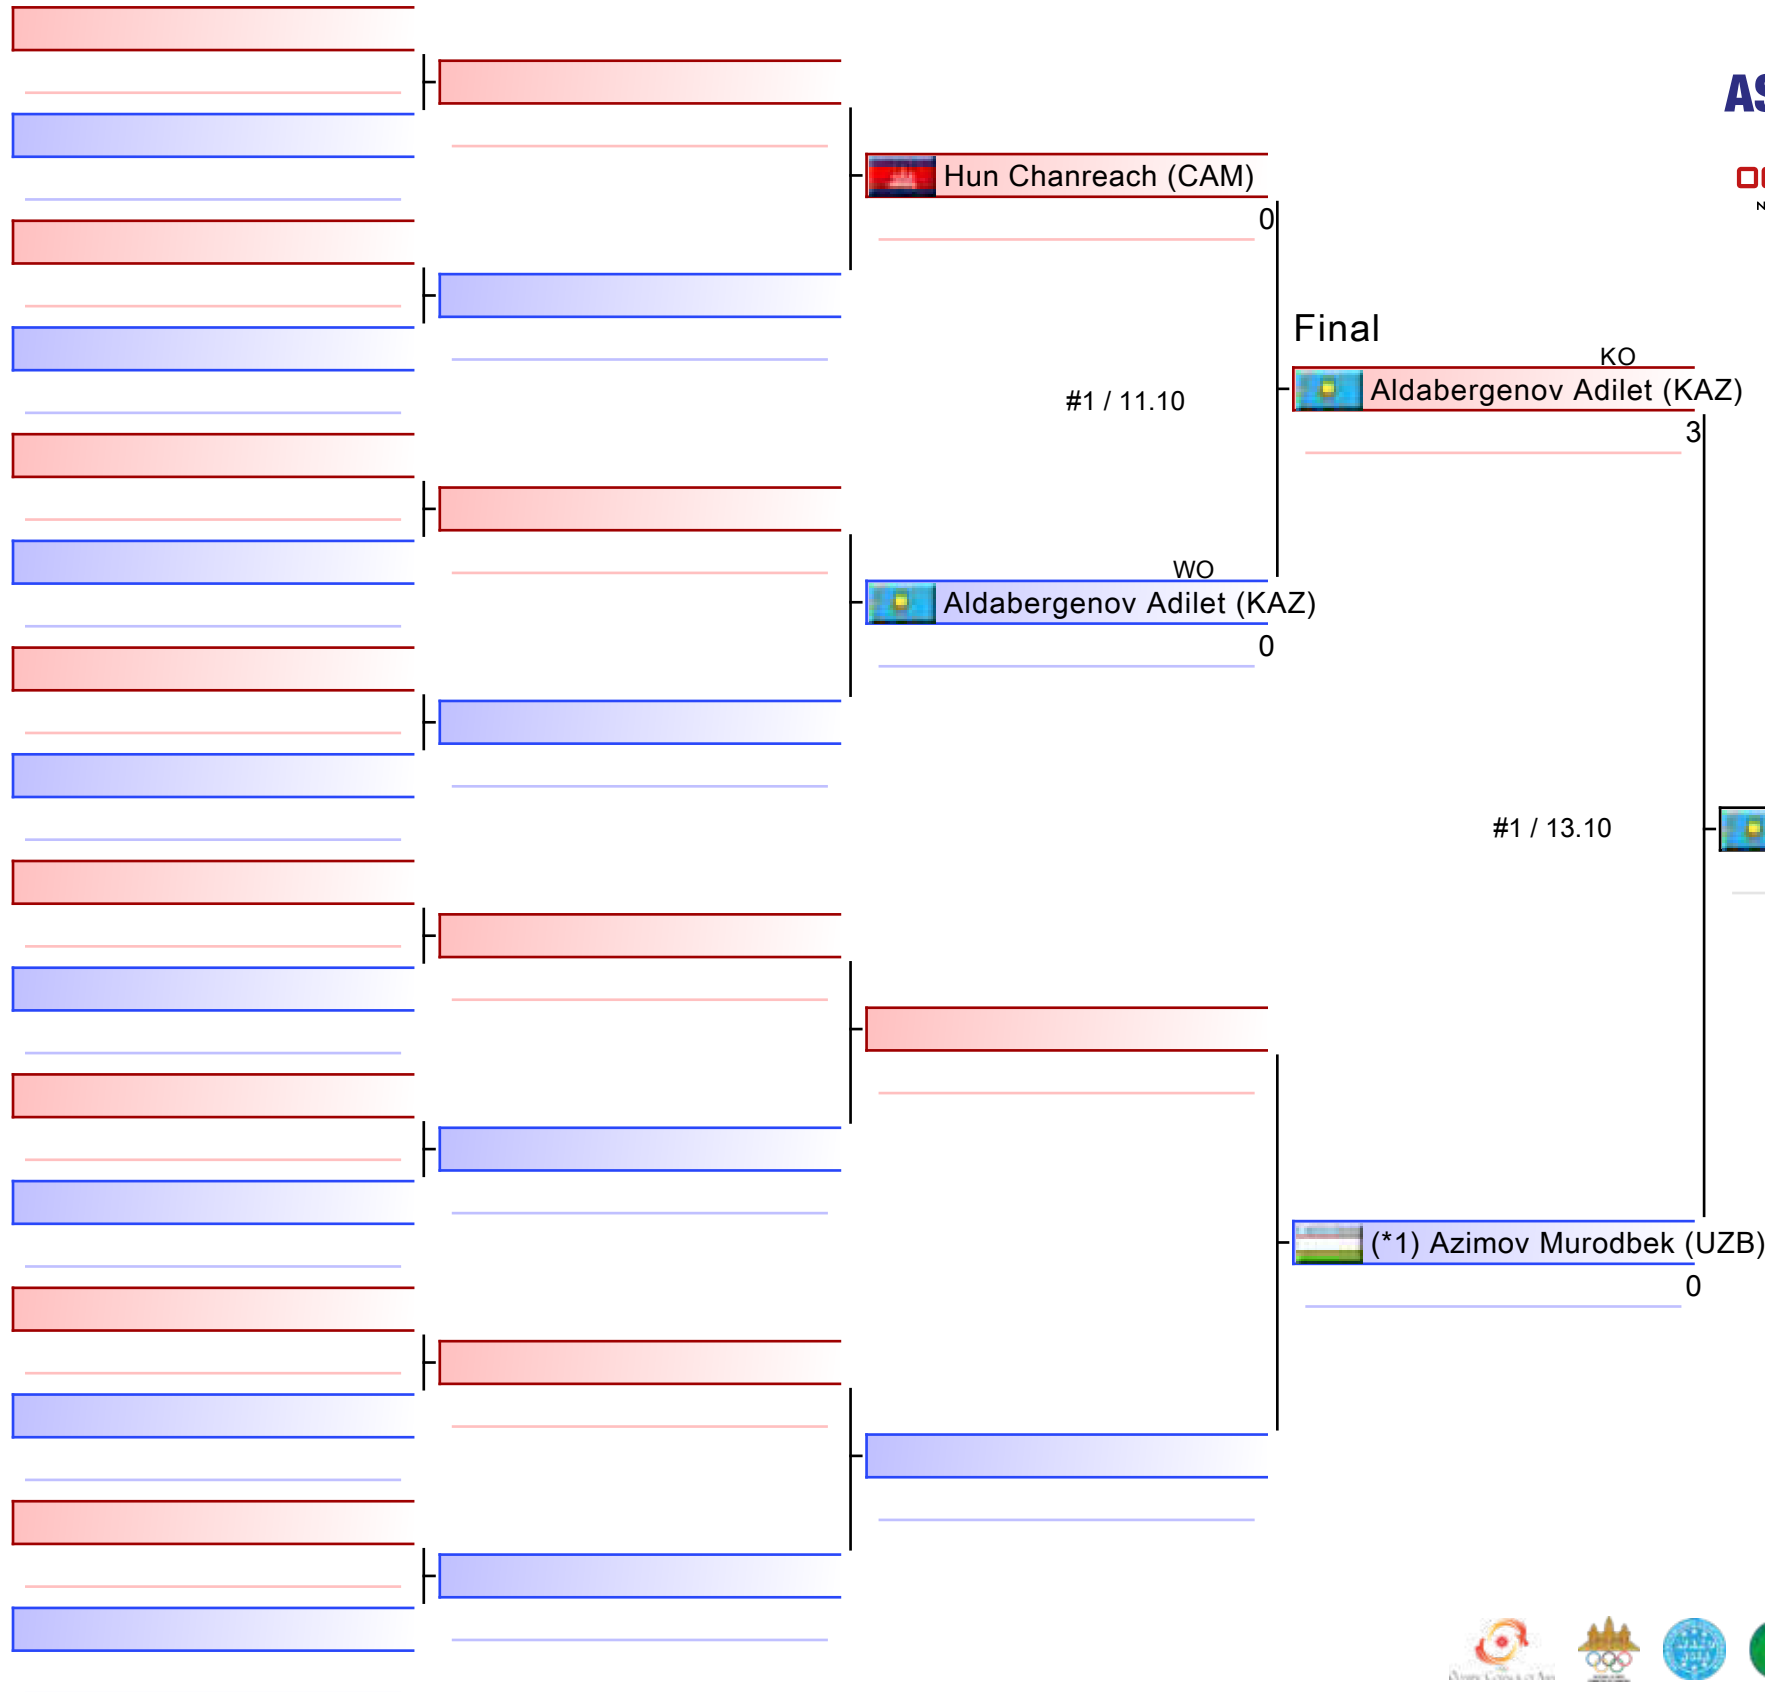 AS
Hun Chanreach (CAM)
0
Final
KO
Aldabergenov Adilet (KAZ)
3
#1 / 11.10
WO
Aldabergenov Adilet (KAZ)
0
#1 / 13.10
(*1) Azimov Murodbek (UZB)
0